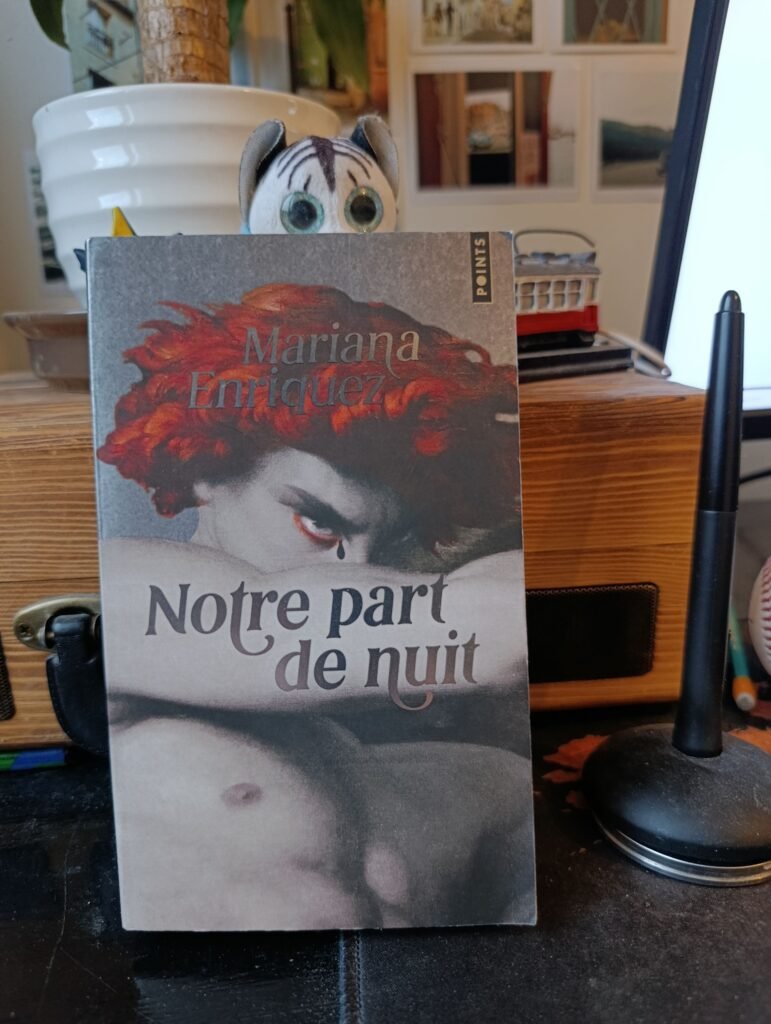 POINTS
Mariana
Enriquez
Notre part
de nuit